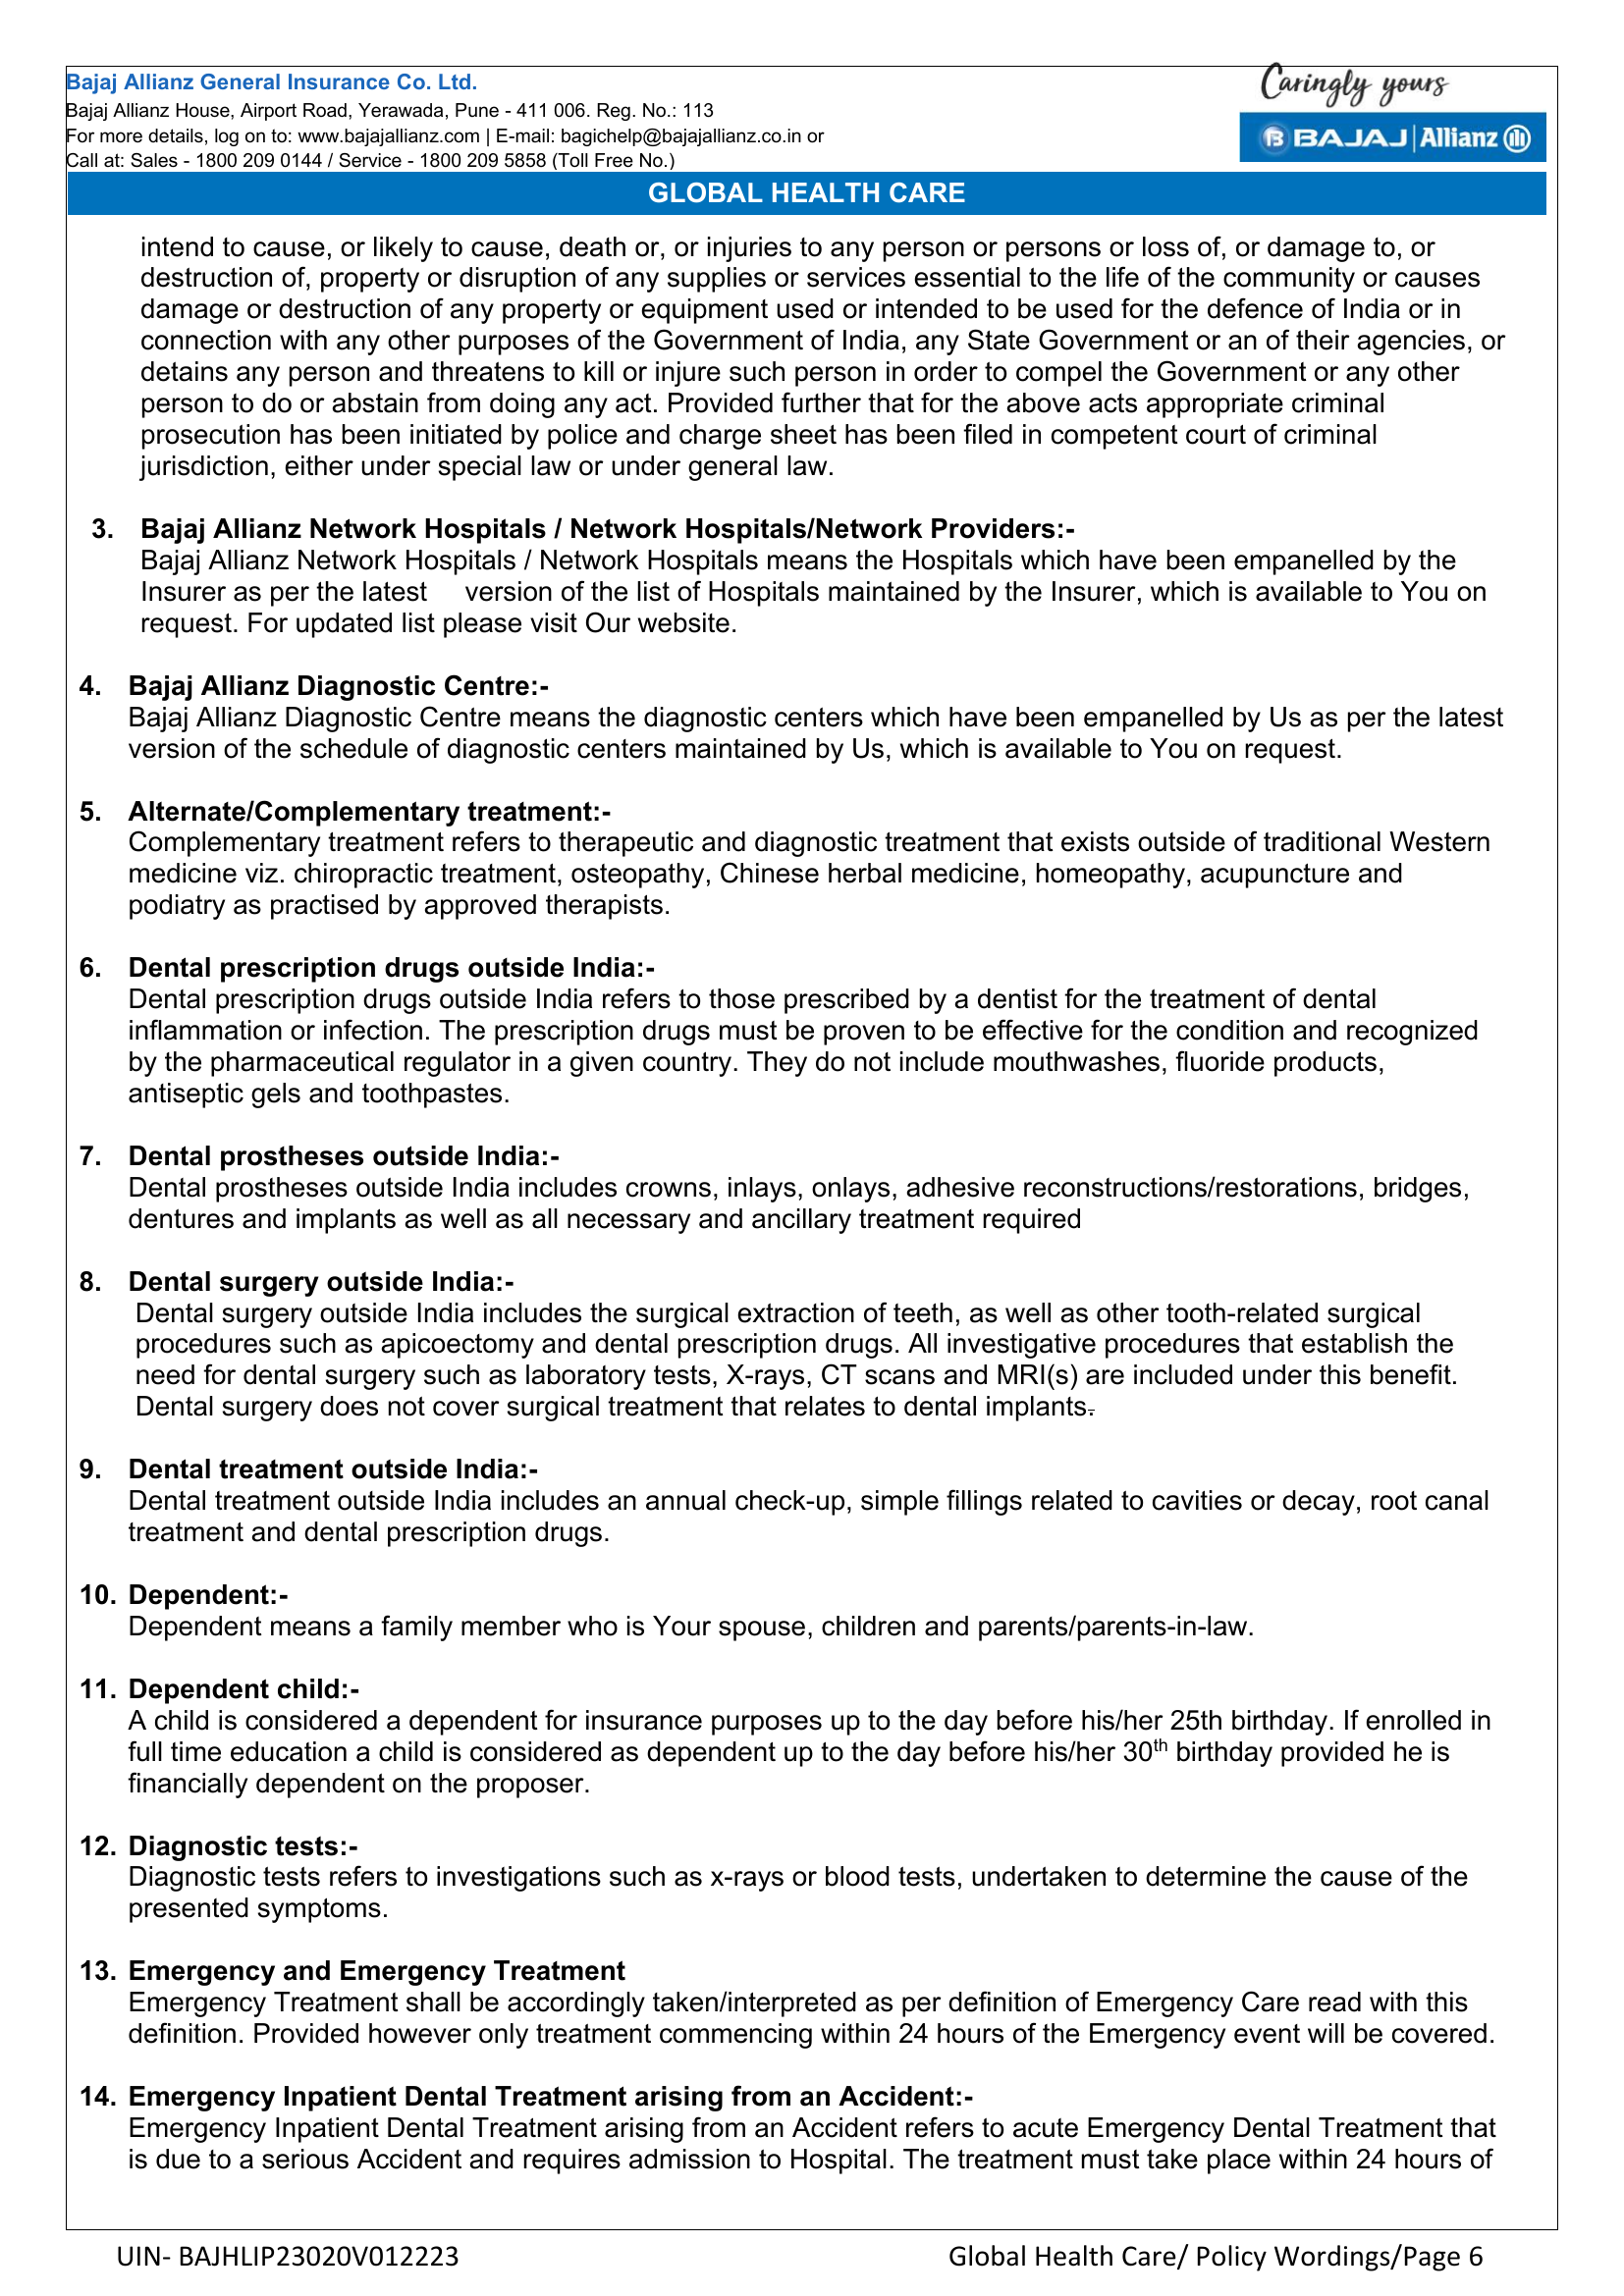 Bajaj Allianz General Insurance Co. Ltd.
Bajaj Allianz House, Airport Road, Yerawada, Pune - 411 006. Reg. No.: 113
For more details, log on to: www.bajajallianz.com | E-mail: bagichelp@bajajallianz.co.in or
Call at: Sales - 1800 209 0144 / Service - 1800 209 5858 (Toll Free No.)
Caringly yours
BAJAJ | Allianz
GLOBAL HEALTH CARE
intend to cause, or likely to cause, death or, or injuries to any person or persons or loss of, or damage to, or
destruction of, property or disruption of any supplies or services essential to the life of the community or causes
damage or destruction of any property or equipment used or intended to be used for the defence of India or in
connection with any other purposes of the Government of India, any State Government or an of their agencies, or
detains any person and threatens to kill or injure such person in order to compel the Government or any other
person to do or abstain from doing any act. Provided further that for the above acts appropriate criminal
prosecution has been initiated by police and charge sheet has been filed in competent court of criminal
jurisdiction, either under special law or under general law.
3. Bajaj Allianz Network Hospitals / Network Hospitals/Network Providers:-
Bajaj Allianz Network Hospitals / Network Hospitals means the Hospitals which have been empanelled by the
Insurer as per the latest version of the list of Hospitals maintained by the Insurer, which is available to You on
request. For updated list please visit Our website.
4. Bajaj Allianz Diagnostic Centre:-
Bajaj Allianz Diagnostic Centre means the diagnostic centers which have been empanelled by Us as per the latest
version of the schedule of diagnostic centers maintained by Us, which is available to You on request.
5. Alternate/Complementary treatment:-
Complementary treatment refers to therapeutic and diagnostic treatment that exists outside of traditional Western
medicine viz. chiropractic treatment, osteopathy, Chinese herbal medicine, homeopathy, acupuncture and
podiatry as practised by approved therapists.
6. Dental prescription drugs outside India:-
Dental prescription drugs outside India refers to those prescribed by a dentist for the treatment of dental
inflammation or infection. The prescription drugs must be proven to be effective for the condition and recognized
by the pharmaceutical regulator in a given country. They do not include mouthwashes, fluoride products,
antiseptic gels and toothpastes.
7. Dental prostheses outside India:-
Dental prostheses outside India includes crowns, inlays, onlays, adhesive reconstructions/restorations, bridges,
dentures and implants as well as all necessary and ancillary treatment required
8. Dental surgery outside India:-
Dental surgery outside India includes the surgical extraction of teeth, as well as other tooth-related surgical
procedures such as apicoectomy and dental prescription drugs. All investigative procedures that establish the
need for dental surgery such as laboratory tests, X-rays, CT scans and MRI(s) are included under this benefit.
Dental surgery does not cover surgical treatment that relates to dental implants.
9. Dental treatment outside India:-
Dental treatment outside India includes an annual check-up, simple fillings related to cavities or decay, root canal
treatment and dental prescription drugs.
10. Dependent:-
Dependent means a family member who is Your spouse, children and parents/parents-in-law.
11. Dependent child:-
A child is considered a dependent for insurance purposes up to the day before his/her 25th birthday. If enrolled in
full time education a child is considered as dependent up to the day before his/her 30th birthday provided he is
financially dependent on the proposer.
12. Diagnostic tests:-
Diagnostic tests refers to investigations such as x-rays or blood tests, undertaken to determine the cause of the
presented symptoms.
13. Emergency and Emergency Treatment
Emergency Treatment shall be accordingly taken/interpreted as per definition of Emergency Care read with this
definition. Provided however only treatment commencing within 24 hours of the Emergency event will be covered.
14. Emergency Inpatient Dental Treatment arising from an Accident:-
Emergency Inpatient Dental Treatment arising from an Accident refers to acute Emergency Dental Treatment that
is due to a serious Accident and requires admission to Hospital. The treatment must take place within 24 hours of
UIN- BAJHLIP23020V012223
Global Health Care/ Policy Wordings/Page 6